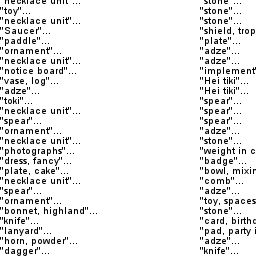 "necklace unit"... "stone"...
"toy"... "stone"...
"necklace unit"... "stone"...
"Saucer"... "shield, trop
"paddle"... "plate"...
"ornament"... "adze"...
"necklace unit"... "adze"...
"notice board"... "implement"
"vase, log"... "Hei tiki"...
"adze"... "Hei tiki"...
"toki"... "spear"...
"necklace unit"... "spear"...
"spear"... "spear"...
"ornament"... "adze"...
"necklace unit"... "stone"...
"photographs"... "weight in c
"dress, fancy"... "badge"...
"plate, cake"... "bowl, mixin
"necklace unit"... "comb"...
"spear"... "adze"...
"ornament"... "toy, spaces
"bonnet, highland"... "stone"...
"knife"... "card, birthd
"lanyard"... "pad, party i
"horn, powder"... "adze"...
"dagger"... "knife"...